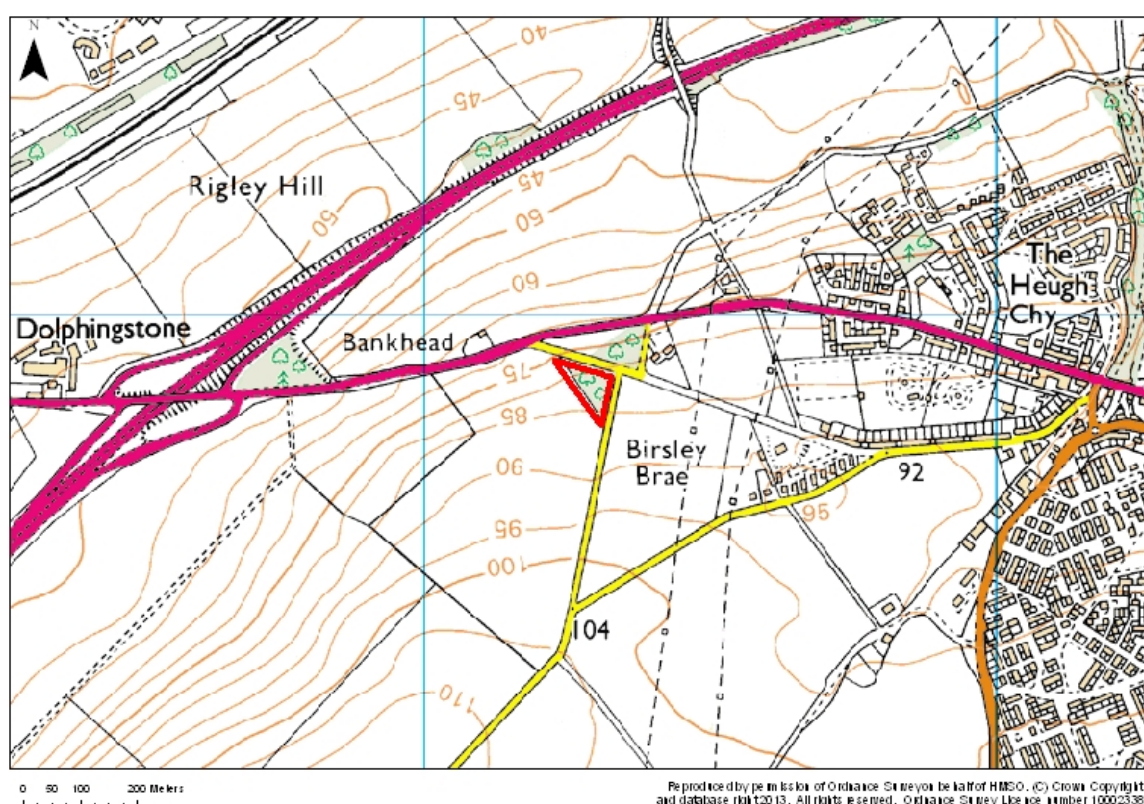 N
40
45
Rigley Hill
50
45
60
60
The
Heugh
Chy
Dolphingstone
Bankhead
75
85
Birsley
Brae
90
92
95
95
100
104
110
0 50 100 200 Meters
Reproduced by permission of Ordnance Survey on behalf of HMSO. (C) Crown Copyright
and database right 2013. All rights reserved. Ordnance Survey Licence number 10002338